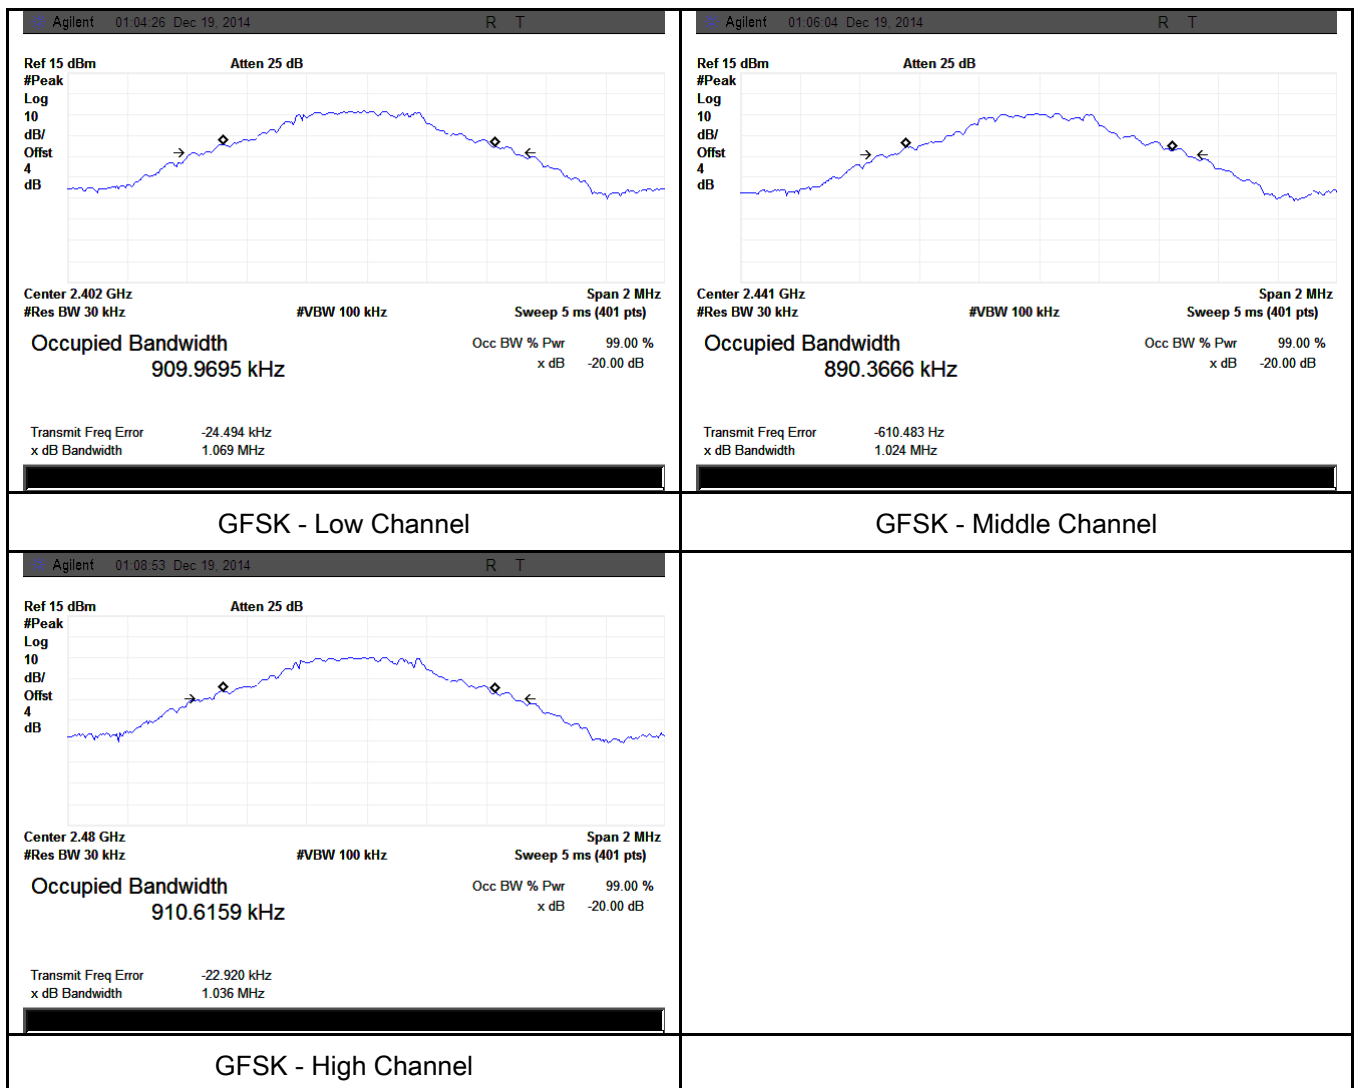 Agilent 01:04:26 Dec 19, 2014 R T
Ref 15 dBm Atten 25 dB
#Peak
Log
10
dB/
Offst
4
dB
Center 2.402 GHz Span 2 MHz
#Res BW 30 kHz #VBW 100 kHz Sweep 5 ms (401 pts)
Occupied Bandwidth Occ BW % Pwr 99.00 %
909.9695 kHz x dB -20.00 dB
Transmit Freq Error -24.494 kHz
x dB Bandwidth 1.069 MHz
GFSK - Low Channel
Agilent 01:06:04 Dec 19, 2014 R T
Ref 15 dBm Atten 25 dB
#Peak
Log
10
dB/
Offst
4
dB
Center 2.441 GHz Span 2 MHz
#Res BW 30 kHz #VBW 100 kHz Sweep 5 ms (401 pts)
Occupied Bandwidth Occ BW % Pwr 99.00 %
890.3666 kHz x dB -20.00 dB
Transmit Freq Error -610.483 Hz
x dB Bandwidth 1.024 MHz
GFSK - Middle Channel
Agilent 01:08:53 Dec 19, 2014 R T
Ref 15 dBm Atten 25 dB
#Peak
Log
10
dB/
Offst
4
dB
Center 2.48 GHz Span 2 MHz
#Res BW 30 kHz #VBW 100 kHz Sweep 5 ms (401 pts)
Occupied Bandwidth Occ BW % Pwr 99.00 %
910.6159 kHz x dB -20.00 dB
Transmit Freq Error -22.920 kHz
x dB Bandwidth 1.036 MHz
GFSK - High Channel